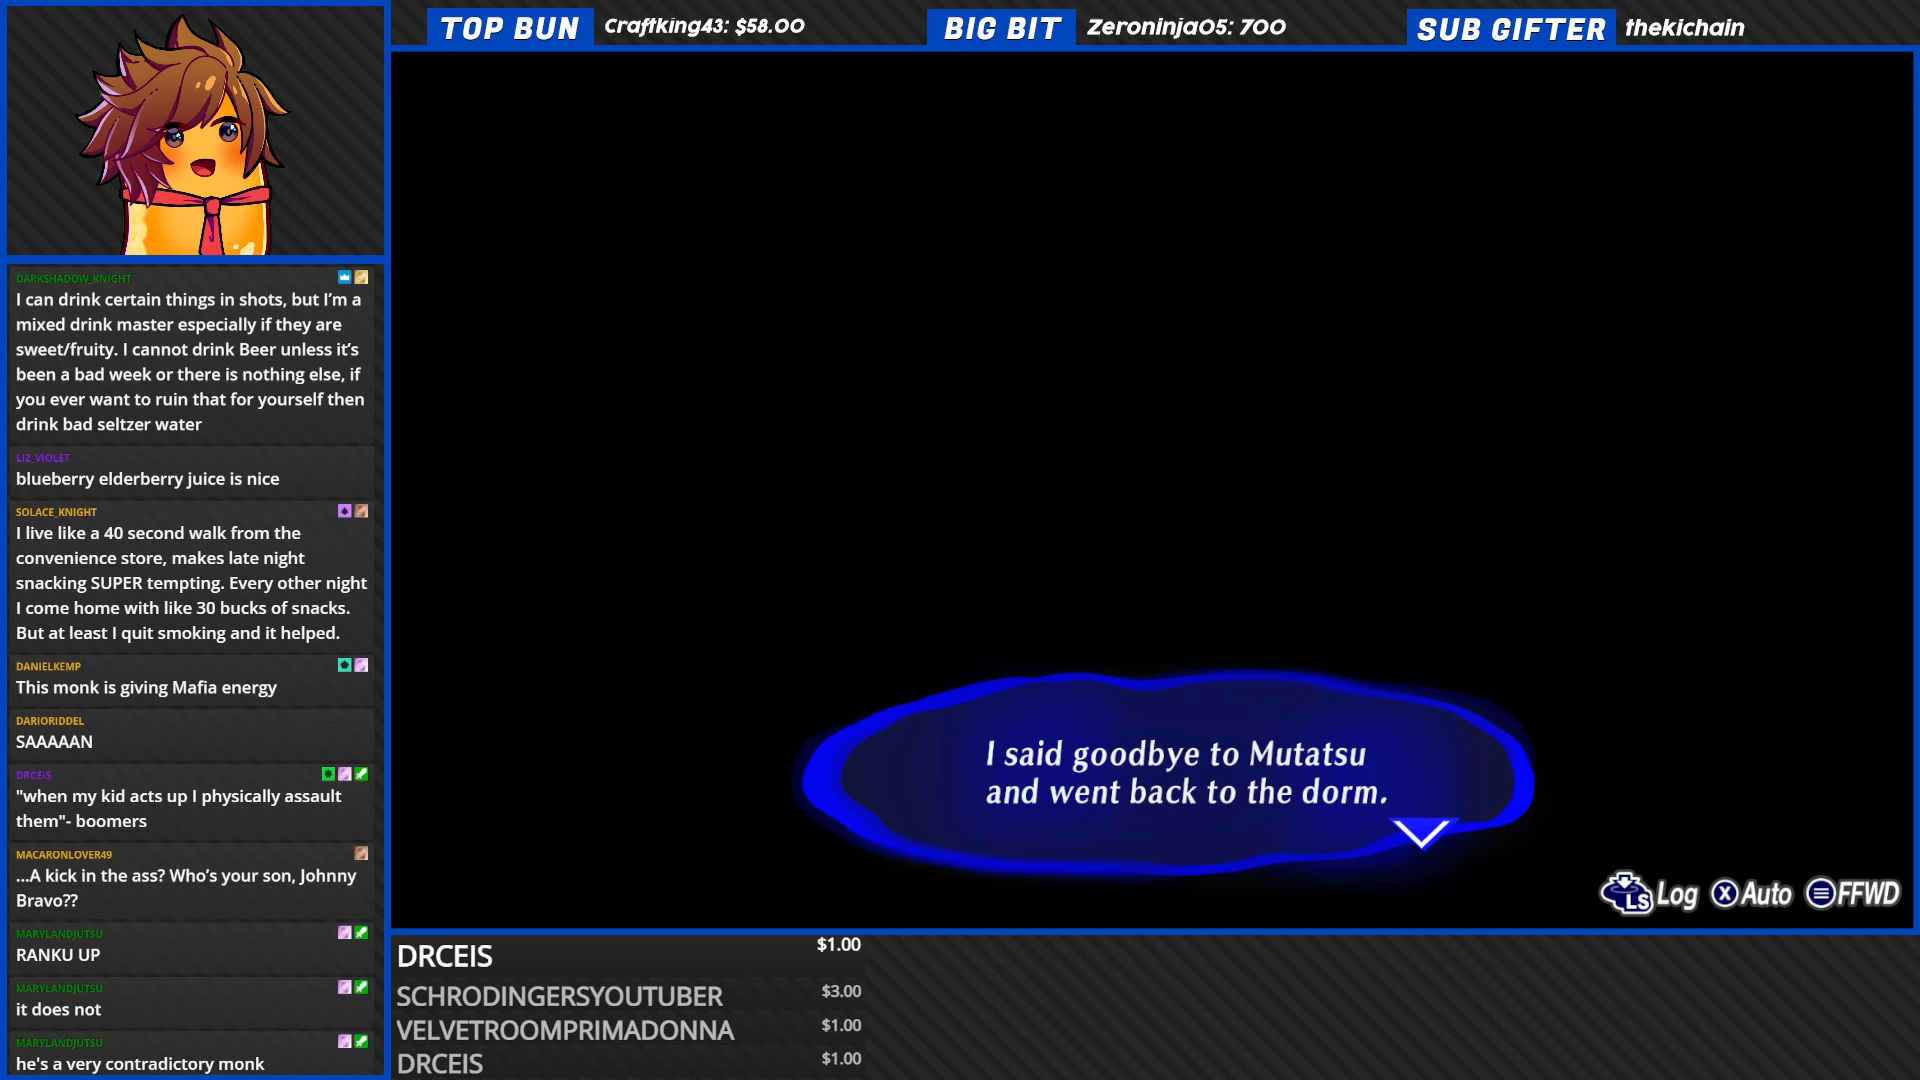 TOP BUN Craftking43: $58.00 BIG BIT Zeroninja05: 700 SUB GIFTER thekichain
DARKSHADOW_KNIGHT
I can drink certain things in shots, but I'm a
mixed drink master especially if they are
sweet/fruity. I cannot drink Beer unless it's
been a bad week or there is nothing else, if
you ever want to ruin that for yourself then
drink bad seltzer water
LIZ_VIOLET
blueberry elderberry juice is nice
SOLACE_KNIGHT
I live like a 40 second walk from the
convenience store, makes late night
snacking SUPER tempting. Every other night
I come home with like 30 bucks of snacks.
But at least I quit smoking and it helped.
DANIELKEMP
This monk is giving Mafia energy
DARIORIDDEL
SAAAAAN
DRCEIS
"when my kid acts up I physically assault
them"- boomers
MACARONLOVER49
...A kick in the ass? Who's your son, Johnny
Bravo??
MARYLANDJUTSU
RANKU UP
MARYLANDJUTSU
it does not
MARYLANDJUTSU
he's a very contradictory monk
I said goodbye to Mutatsu
and went back to the dorm.
LS Log X Auto FFWD
DRCEIS $1.00
SCHRODINGERSYOUTUBER $3.00
VELVETROOMPRIMADONNA $1.00
DRCEIS $1.00